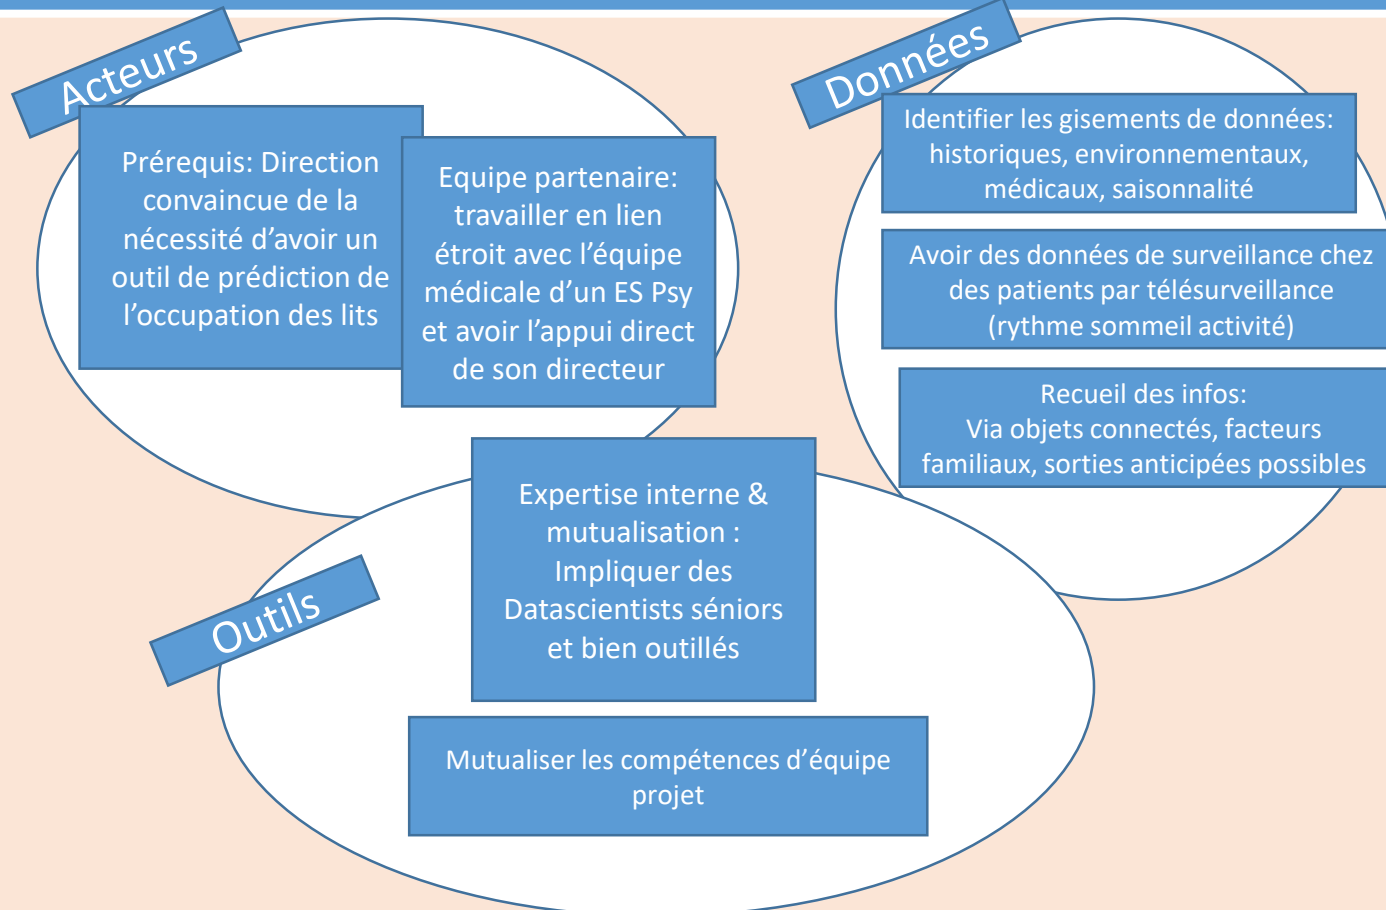 Acteurs
Prérequis: Direction
convaincue de la
nécessité d’avoir un
outil de prédiction de
l’occupation des lits
Equipe partenaire:
travailler en lien
étroit avec l’équipe
médicale d’un ES Psy
et avoir l’appui direct
de son directeur
Données
Identifier les gisements de données:
historiques, environnementaux,
médicaux, saisonnalité
Avoir des données de surveillance chez
des patients par télésurveillance
(rythme sommeil activité)
Recueil des infos:
Via objets connectés, facteurs
familiaux, sorties anticipées possibles
Outils
Expertise interne &
mutualisation :
Impliquer des
Datascientists séniors
et bien outillés
Mutualiser les compétences d’équipe
projet